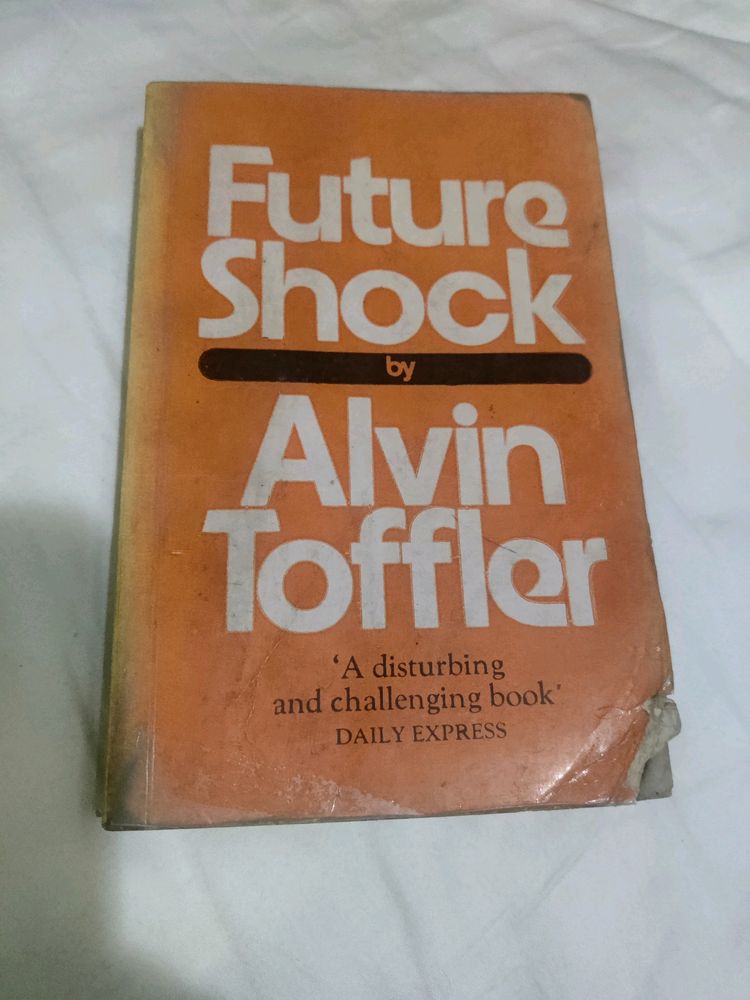 Future
Shock
by
Alvin
Toffler
‘A disturbing
and challenging book’
DAILY EXPRESS